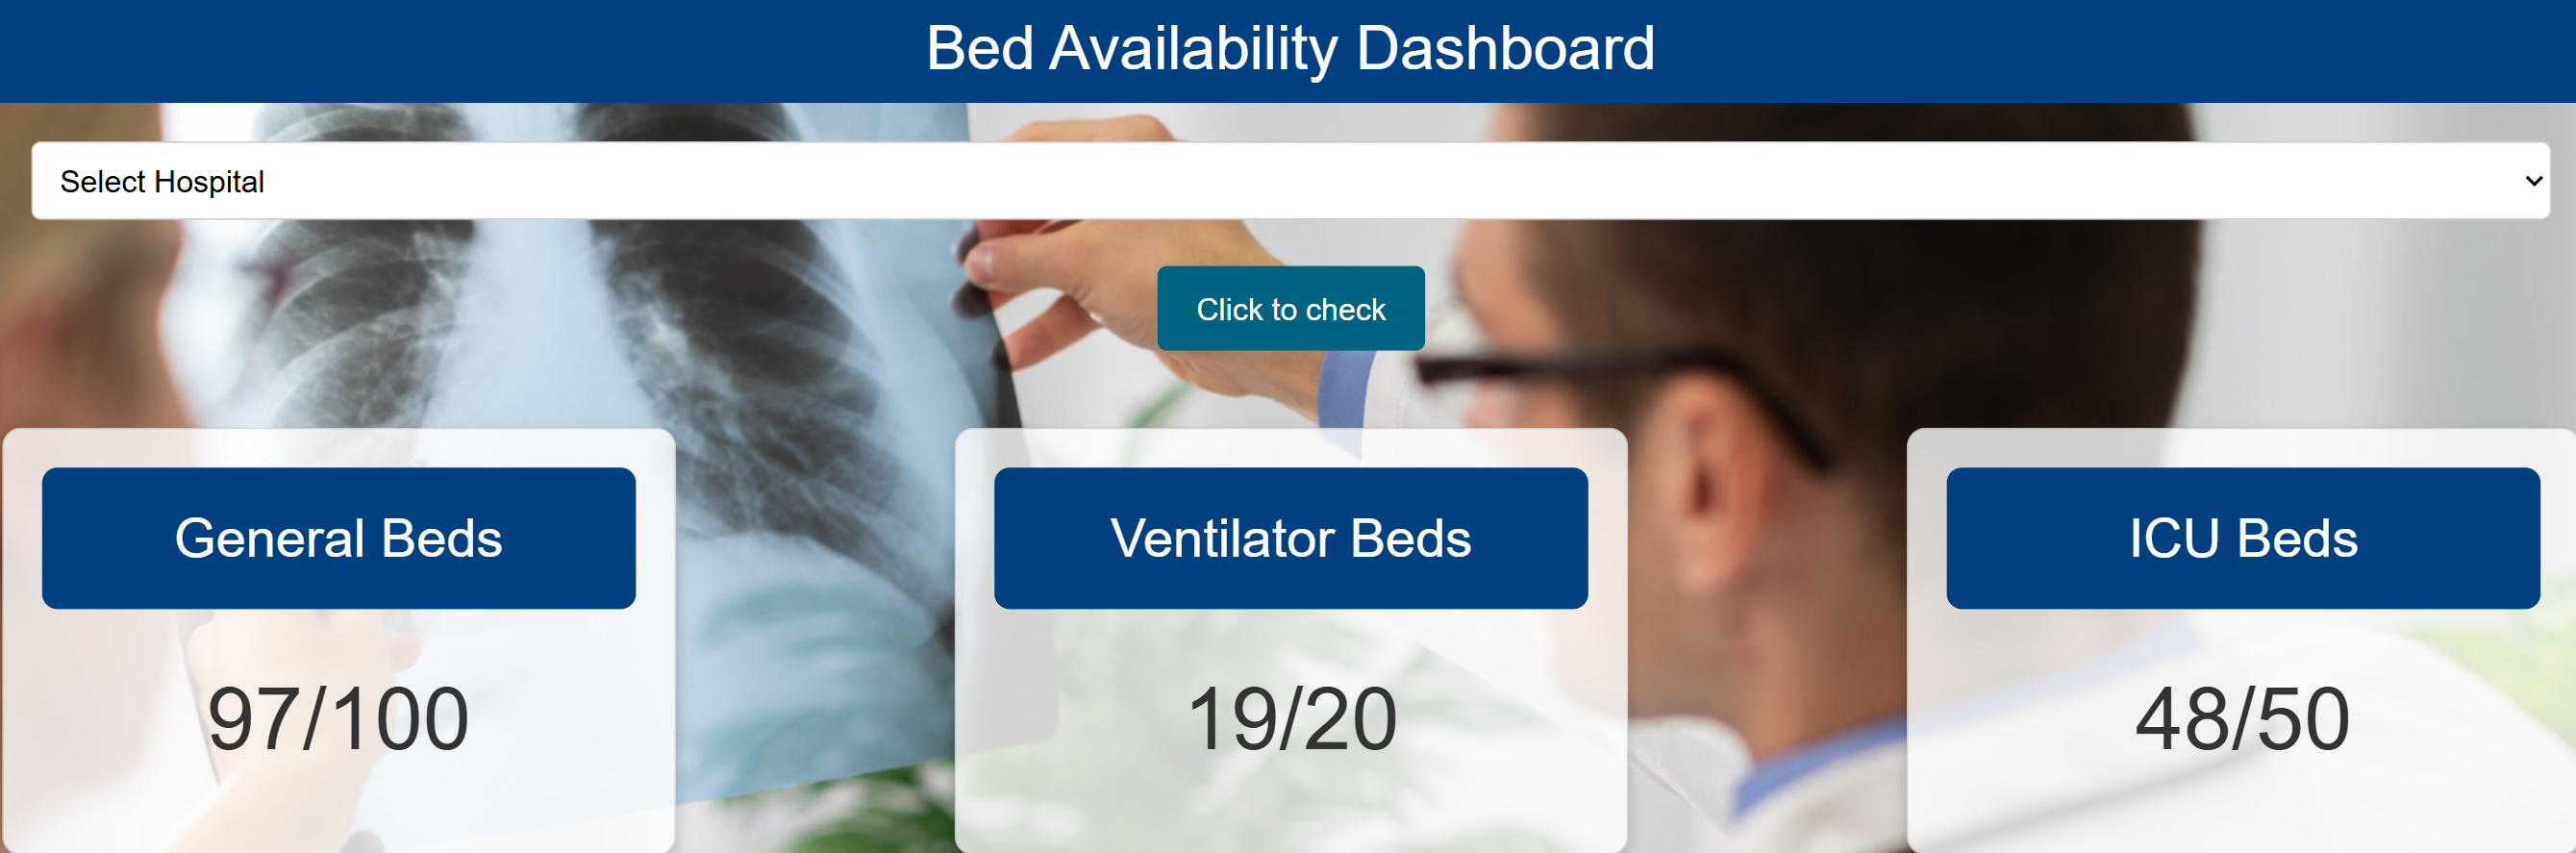 Bed Availability Dashboard
Select Hospital
Click to check
General Beds
Ventilator Beds
ICU Beds
97/100
19/20
48/50